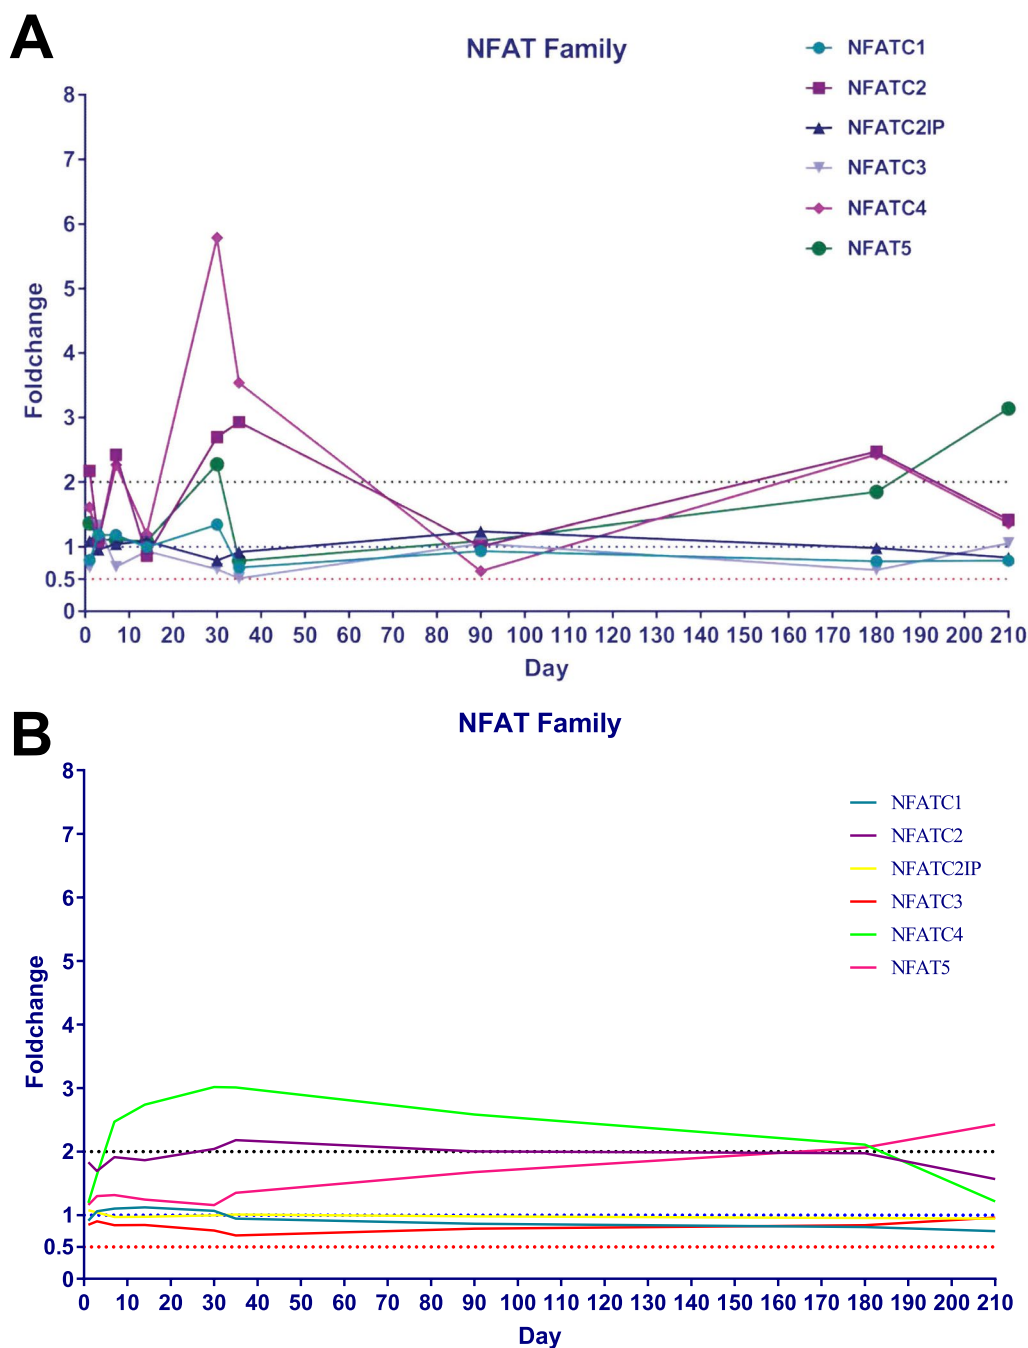 A
NFAT Family
NFATC1
NFATC2
NFATC2IP
NFATC3
NFATC4
NFAT5
Foldchange
8
7
6
5
4
3
2
1
0.5
0
0 10 20 30 40 50 60 70 80 90 100 110 120 130 140 150 160 170 180 190 200 210
Day
B
NFAT Family
NFATC1
NFATC2
NFATC2IP
NFATC3
NFATC4
NFAT5
Foldchange
8
7
6
5
4
3
2
1
0.5
0
0 10 20 30 40 50 60 70 80 90 100 110 120 130 140 150 160 170 180 190 200 210
Day